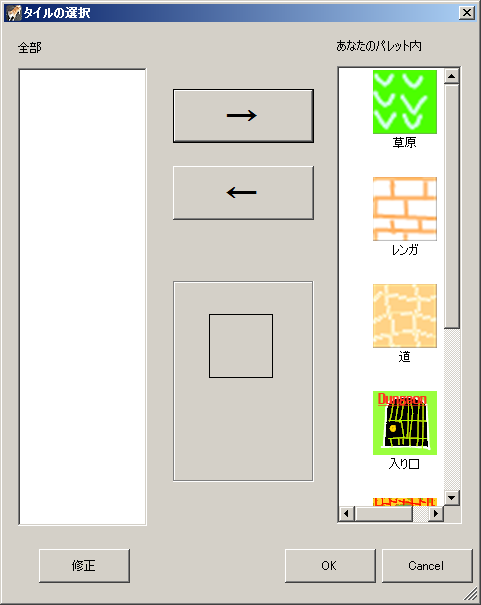 タイルの選択
全部
あなたのパレット内
→
←
草原
レンガ
道
Dungeon
入り口
修正
OK
Cancel